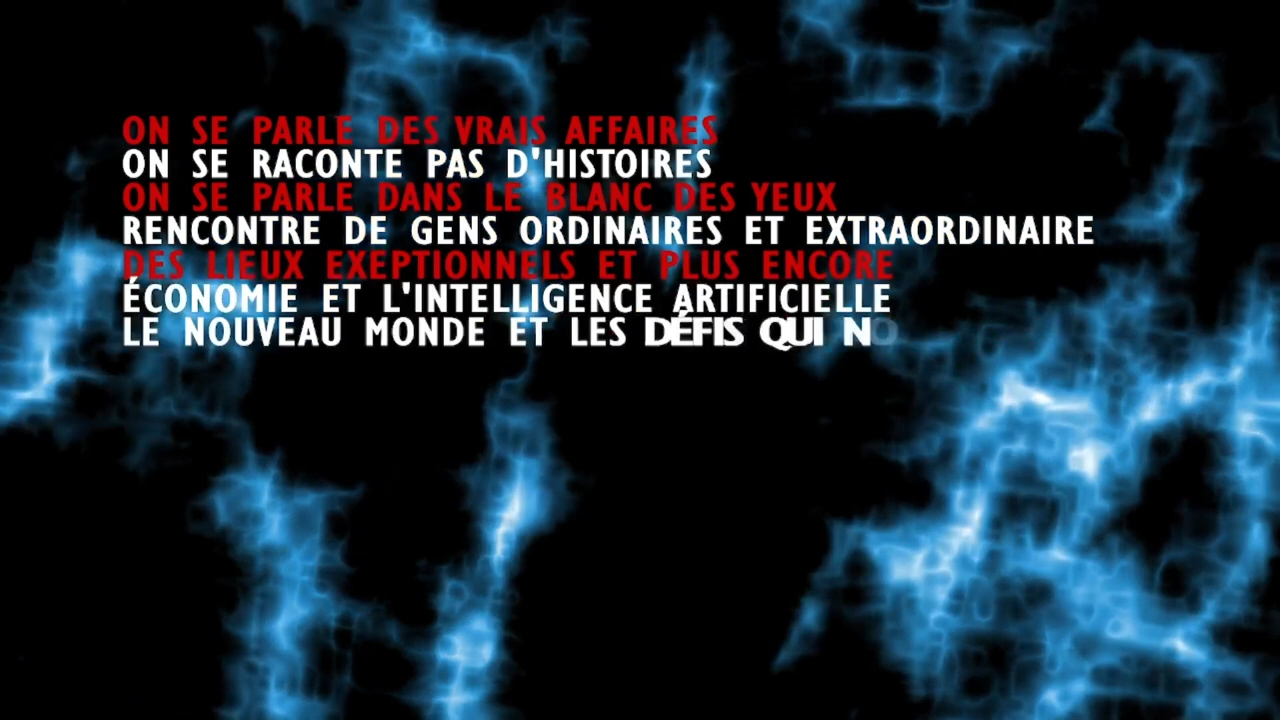 ON SE PARLE DES VRAIS AFFAIRES
ON SE RACONTE PAS D'HISTOIRES
ON SE PARLE DANS LE BLANC DES YEUX
RENCONTRE DE GENS ORDINAIRES ET EXTRAORDINAIRE
DES LIEUX EXEPTIONNELS ET PLUS ENCORE
ÉCONOMIE ET L'INTELLIGENCE ARTIFICIELLE
LE NOUVEAU MONDE ET LES DÉFIS QUI NO